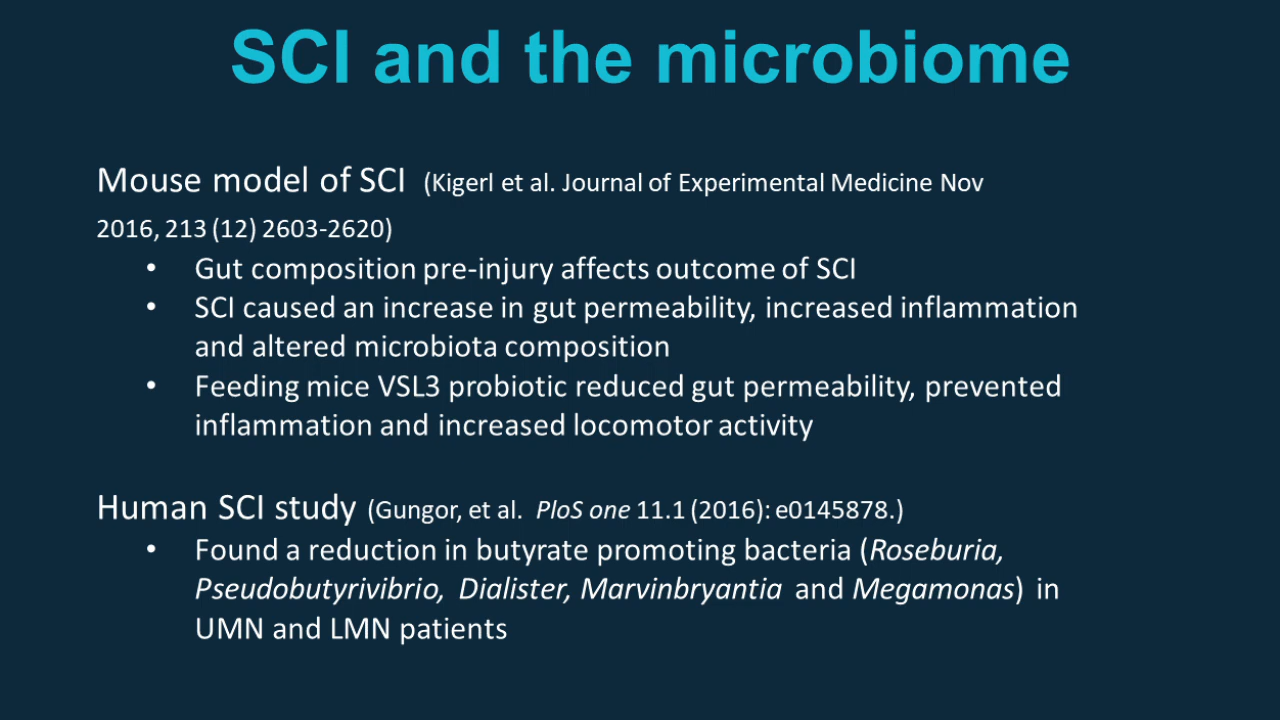 SCI and the microbiome
Mouse model of SCI (Kigerl et al. Journal of Experimental Medicine Nov
2016, 213 (12) 2603-2620)
• Gut composition pre-injury affects outcome of SCI
• SCI caused an increase in gut permeability, increased inflammation
and altered microbiota composition
• Feeding mice VSL3 probiotic reduced gut permeability, prevented
inflammation and increased locomotor activity
Human SCI study (Gungor, et al. PloS one 11.1 (2016): e0145878.)
• Found a reduction in butyrate promoting bacteria (Roseburia,
Pseudobutyrivibrio, Dialister, Marvinbryantia and Megamonas) in
UMN and LMN patients